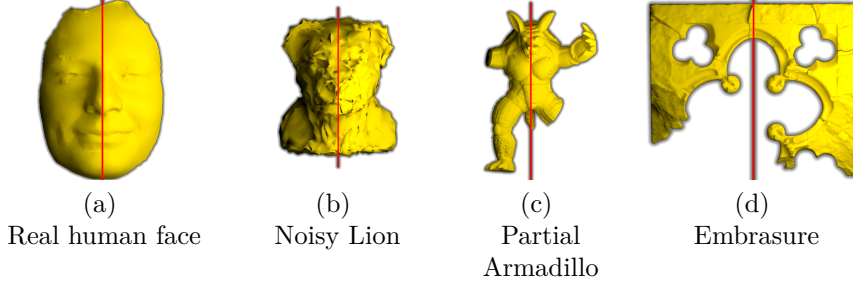 (a) (b) (c) (d)
Real human face Noisy Lion Partial Embrasure
Armadillo